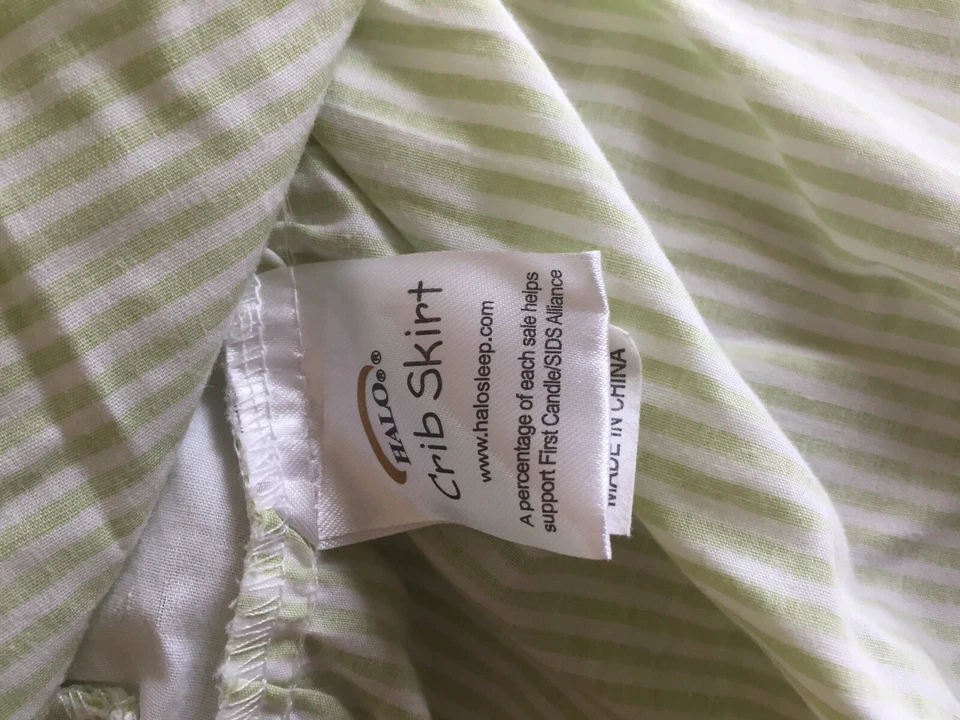 HALO®®
Crib Skirt
www.halosleep.com
A percentage of each sale helps
support First Candle/SIDS Alliance
MADE IN CHINA